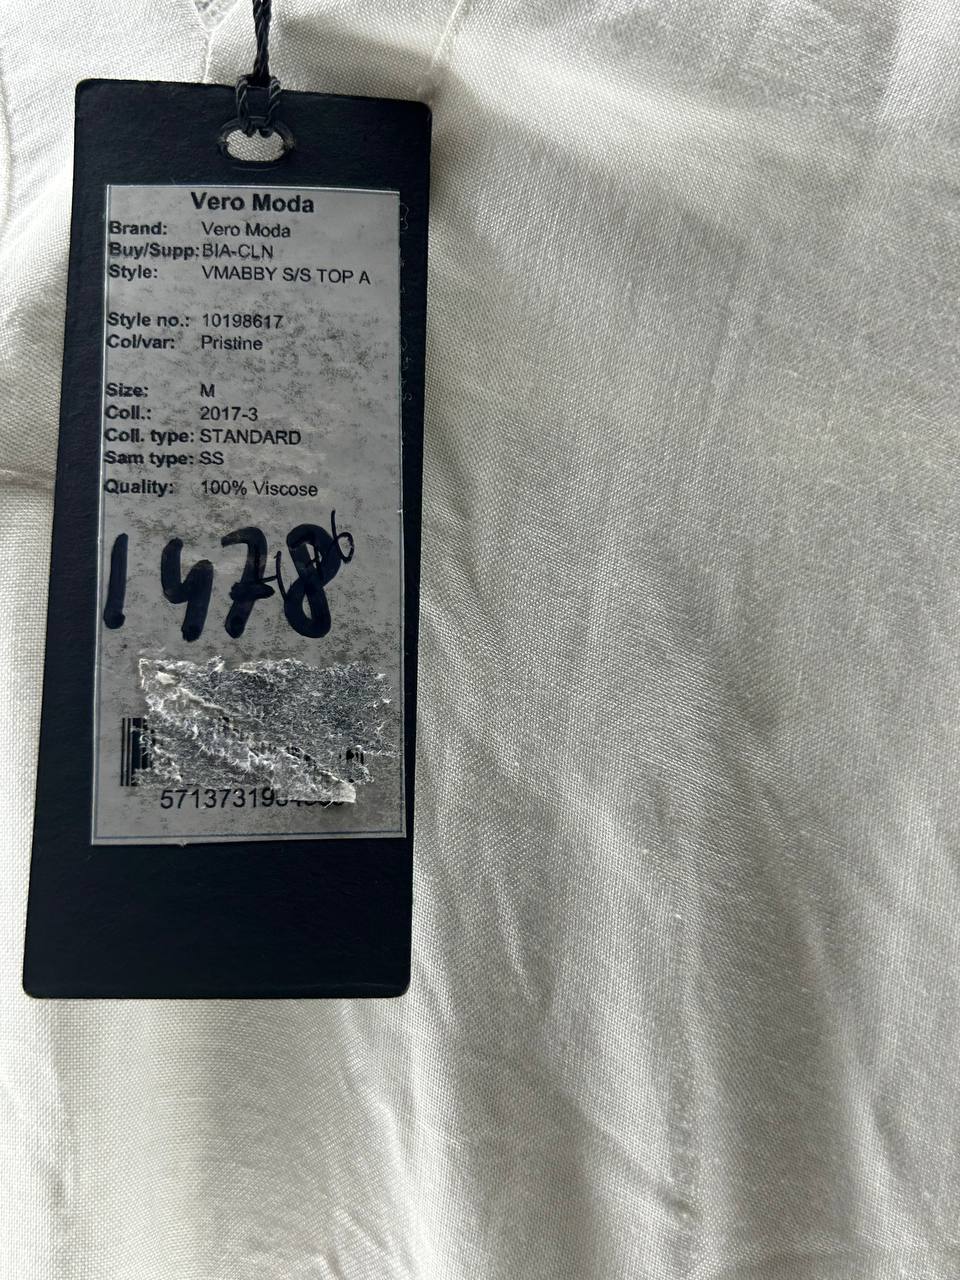 Vero Moda
Brand: Vero Moda
Buy/Supp: BIA-CLN
Style: VMABBY S/S TOP A
Style no.: 10198617
Col/var: Pristine
Size: M
Coll.: 2017-3
Coll. type: STANDARD
Sam type: SS
Quality: 100% Viscose
1478